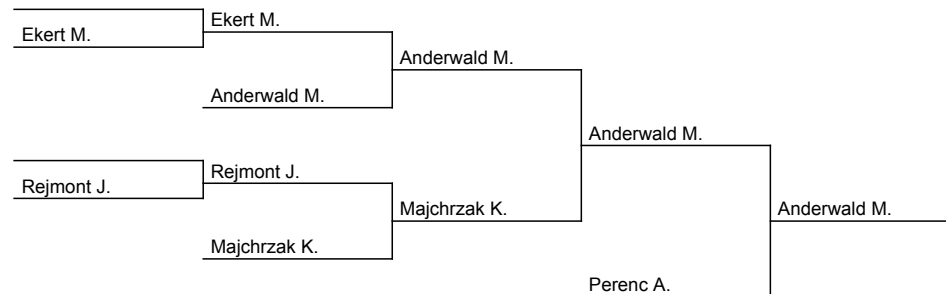 Ekert M.
Ekert M.
Anderwald M.
Anderwald M.
Anderwald M.
Rejmont J.
Rejmont J.
Majchrzak K.
Anderwald M.
Majchrzak K.
Perenc A.